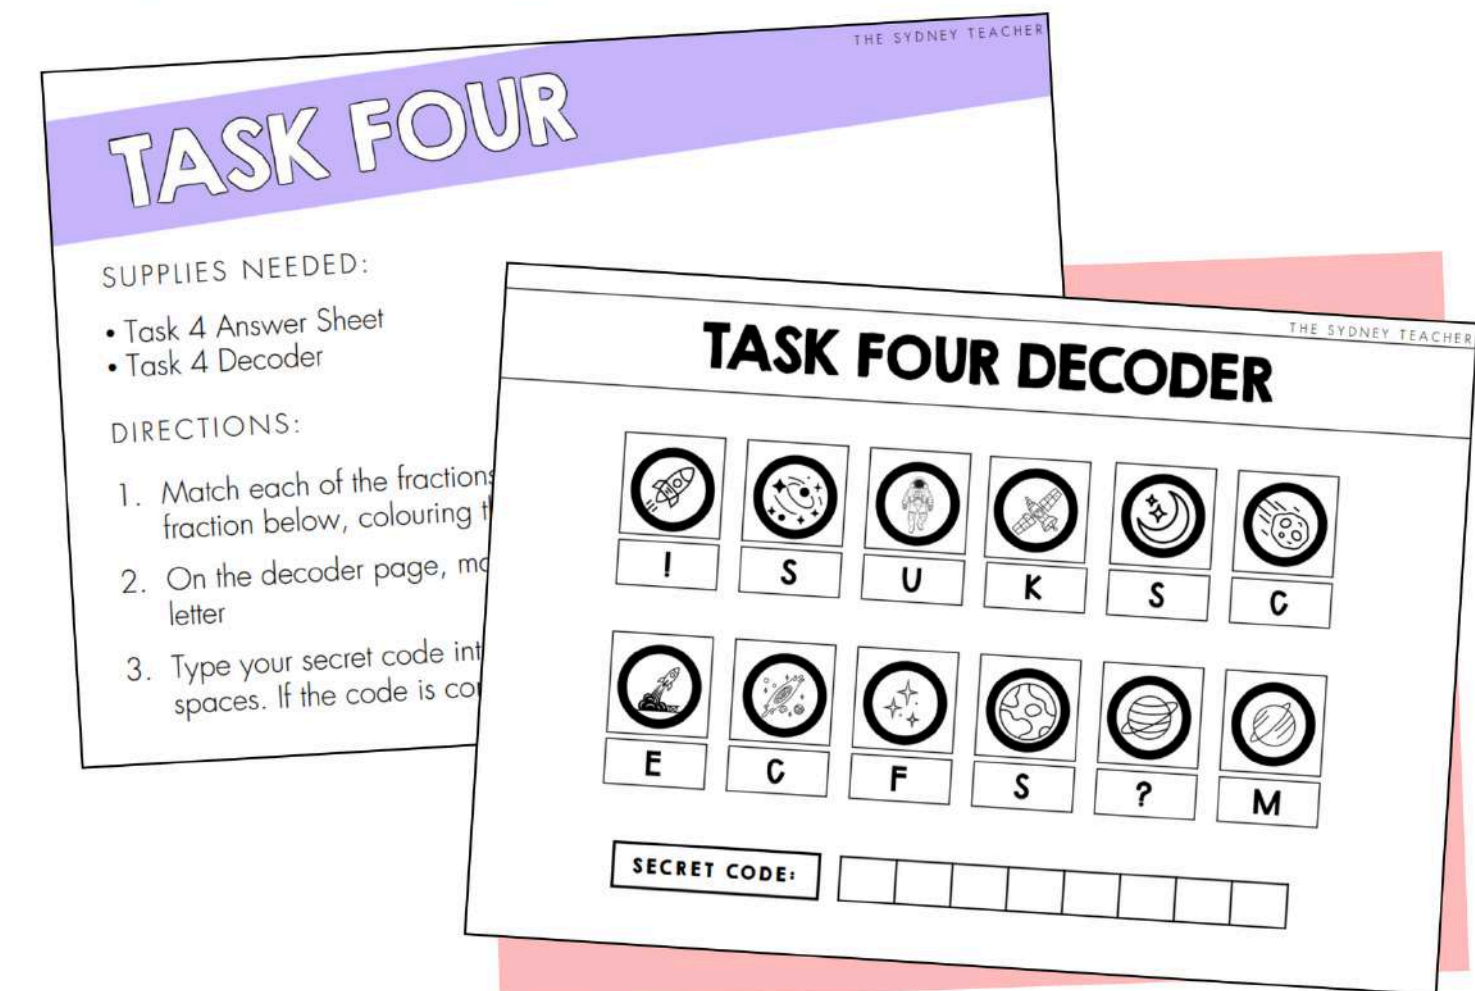 THE SYDNEY TEACHER
TASK FOUR
SUPPLIES NEEDED:
• Task 4 Answer Sheet
• Task 4 Decoder
DIRECTIONS:
1. Match each of the fractions
fraction below, colouring
2. On the decoder page,
letter
3. Type your secret code
spaces. If the code is
THE SYDNEY TEACHER
TASK FOUR DECODER
! S U K S C
E C F S ? M
SECRET CODE: